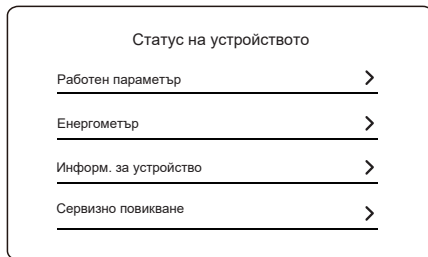 Статус на устройството
Работен параметър
Енергометър
Информ. за устройство
Сервизно повикване